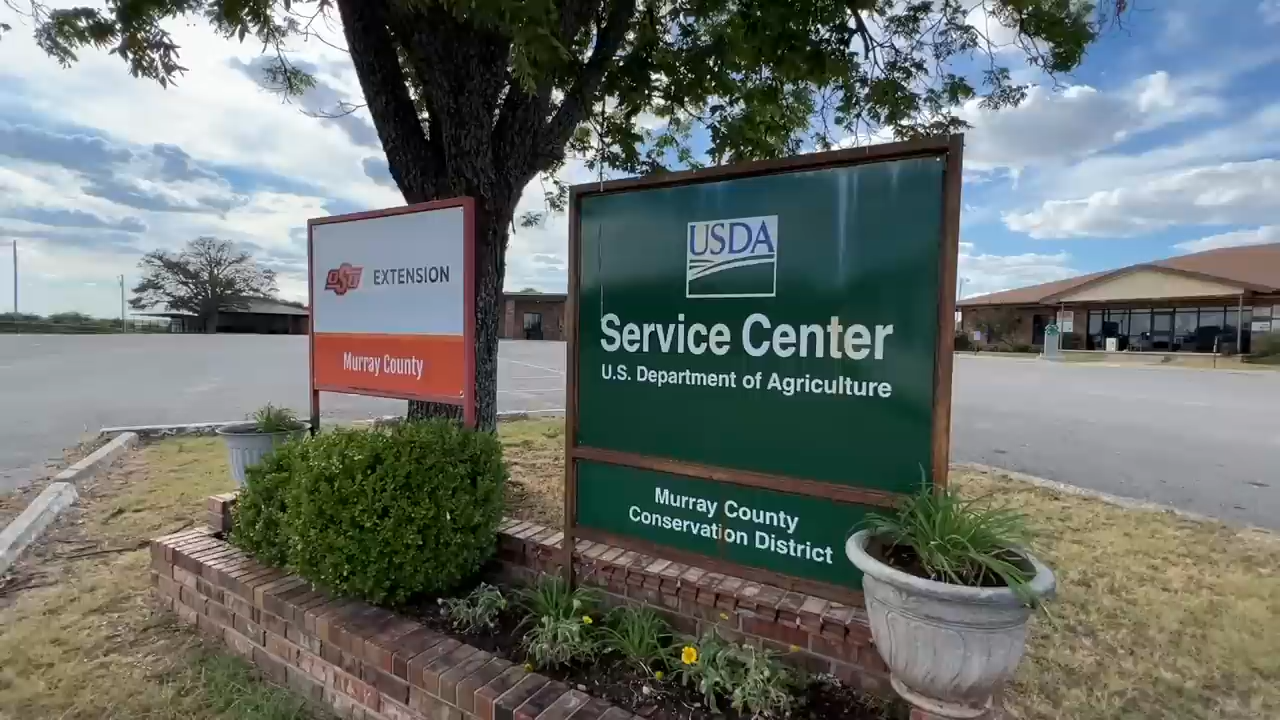 OSU EXTENSION
Murray County
USDA
Service Center
U.S. Department of Agriculture
Murray County
Conservation District